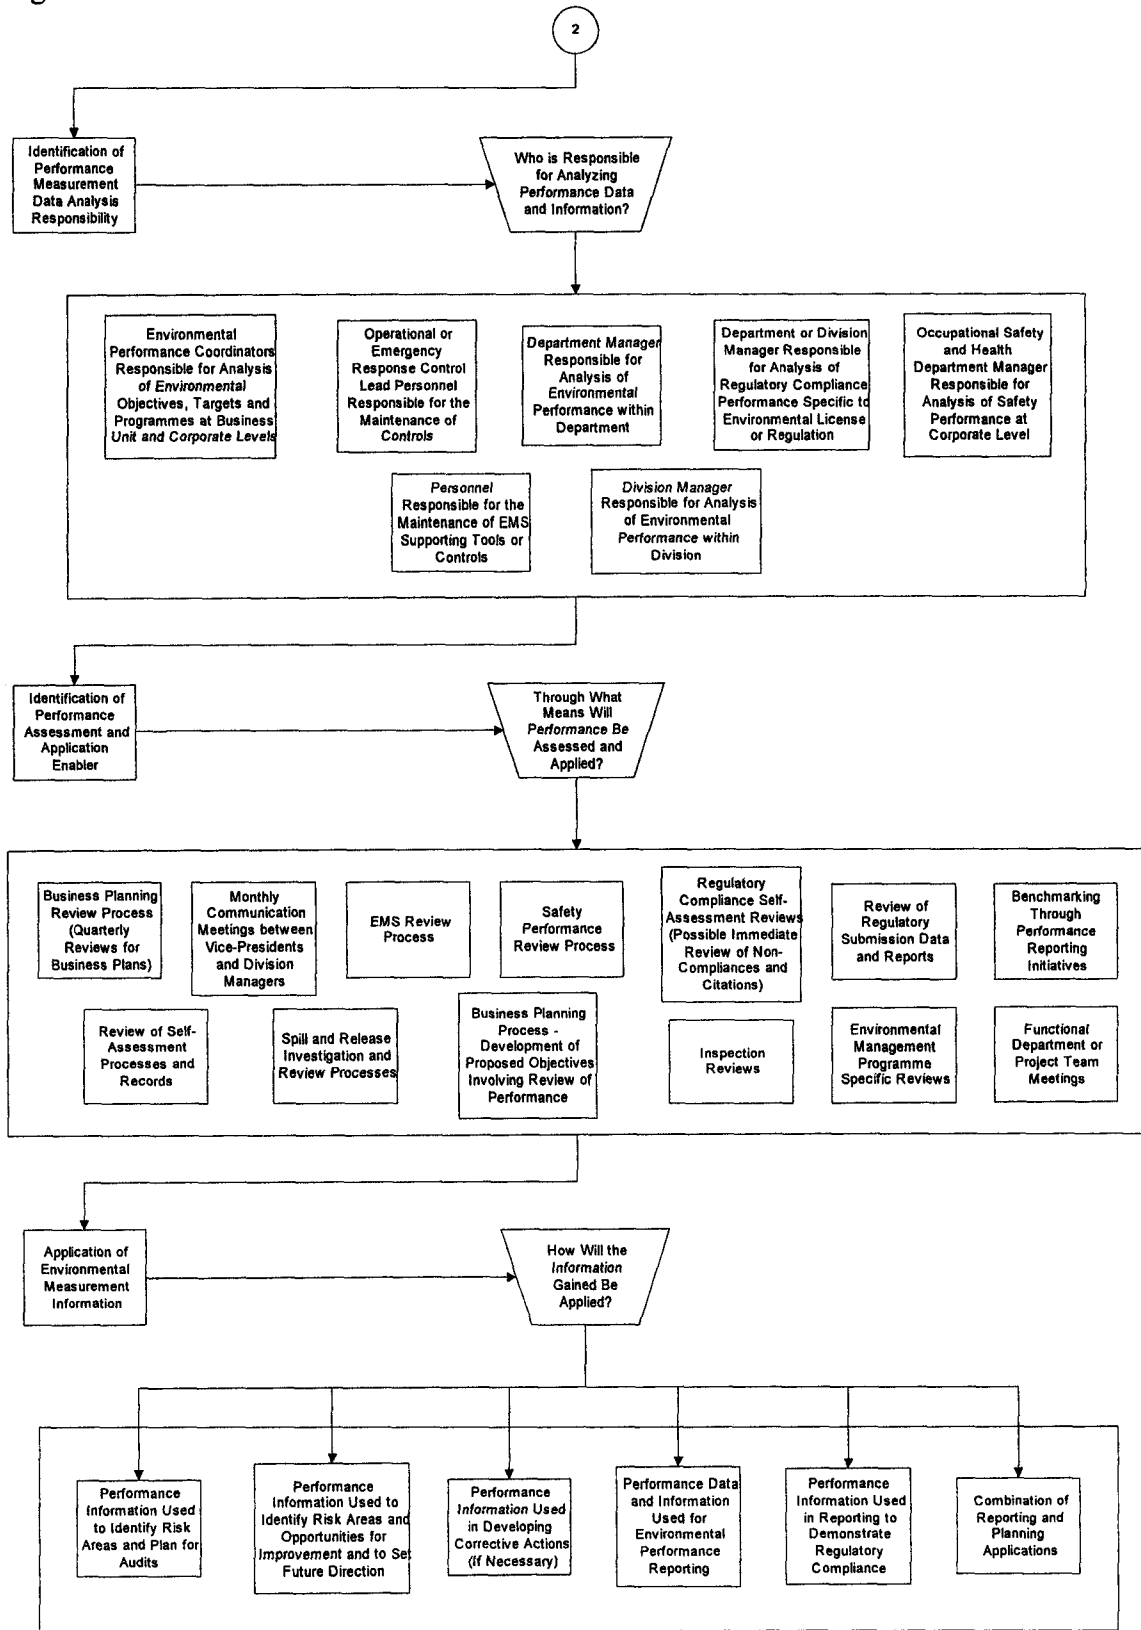 2
Identification of
Performance
Measurement
Data Analysis
Responsibility
Who is Responsible
for Analyzing
Performance Data
and Information?
Environmental
Performance Coordinators
Responsible for Analysis
of Environmental
Objectives, Targets and
Programmes at Business
Unit and Corporate Levels
Operational or
Emergency
Response Control
Lead Personnel
Responsible for the
Maintenance of
Controls
Department Manager
Responsible for
Analysis of
Environmental
Performance within
Department
Department or Division
Manager Responsible
for Analysis of
Regulatory Compliance
Performance Specific to
Environmental License
or Regulation
Occupational Safety
and Health
Department Manager
Responsible for
Analysis of Safety
Performance at
Corporate Level
Personnel
Responsible for the
Maintenance of EMS
Supporting Tools or
Controls
Division Manager
Responsible for Analysis
of Environmental
Performance within
Division
Identification of
Performance
Assessment and
Application
Enabler
Through What
Means Will
Performance Be
Assessed and
Applied?
Business Planning
Review Process
(Quarterly
Reviews for
Business Plans)
Monthly
Communication
Meetings between
Vice-Presidents
and Division
Managers
EMS Review
Process
Safety
Performance
Review Process
Regulatory
Compliance Self-
Assessment Reviews
(Possible Immediate
Review of Non-
Compliances and
Citations)
Review of
Regulatory
Submission Data
and Reports
Benchmarking
Through
Performance
Reporting
Initiatives
Review of Self-
Assessment
Processes and
Records
Spill and Release
Investigation and
Review Processes
Business Planning
Process -
Development of
Proposed Objectives
Involving Review of
Performance
Inspection
Reviews
Environmental
Management
Programme
Specific Reviews
Functional
Department or
Project Team
Meetings
Application of
Environmental
Measurement
Information
How Will the
Information
Gained Be
Applied?
Performance
Information Used
to Identify Risk
Areas and Plan for
Audits
Performance
Information Used to
Identify Risk Areas and
Opportunities for
Improvement and to Set
Future Direction
Performance
Information Used
in Developing
Corrective Actions
(if Necessary)
Performance Data
and Information
Used for
Environmental
Performance
Reporting
Performance
Information Used
in Reporting to
Demonstrate
Regulatory
Compliance
Combination of
Reporting and
Planning
Applications